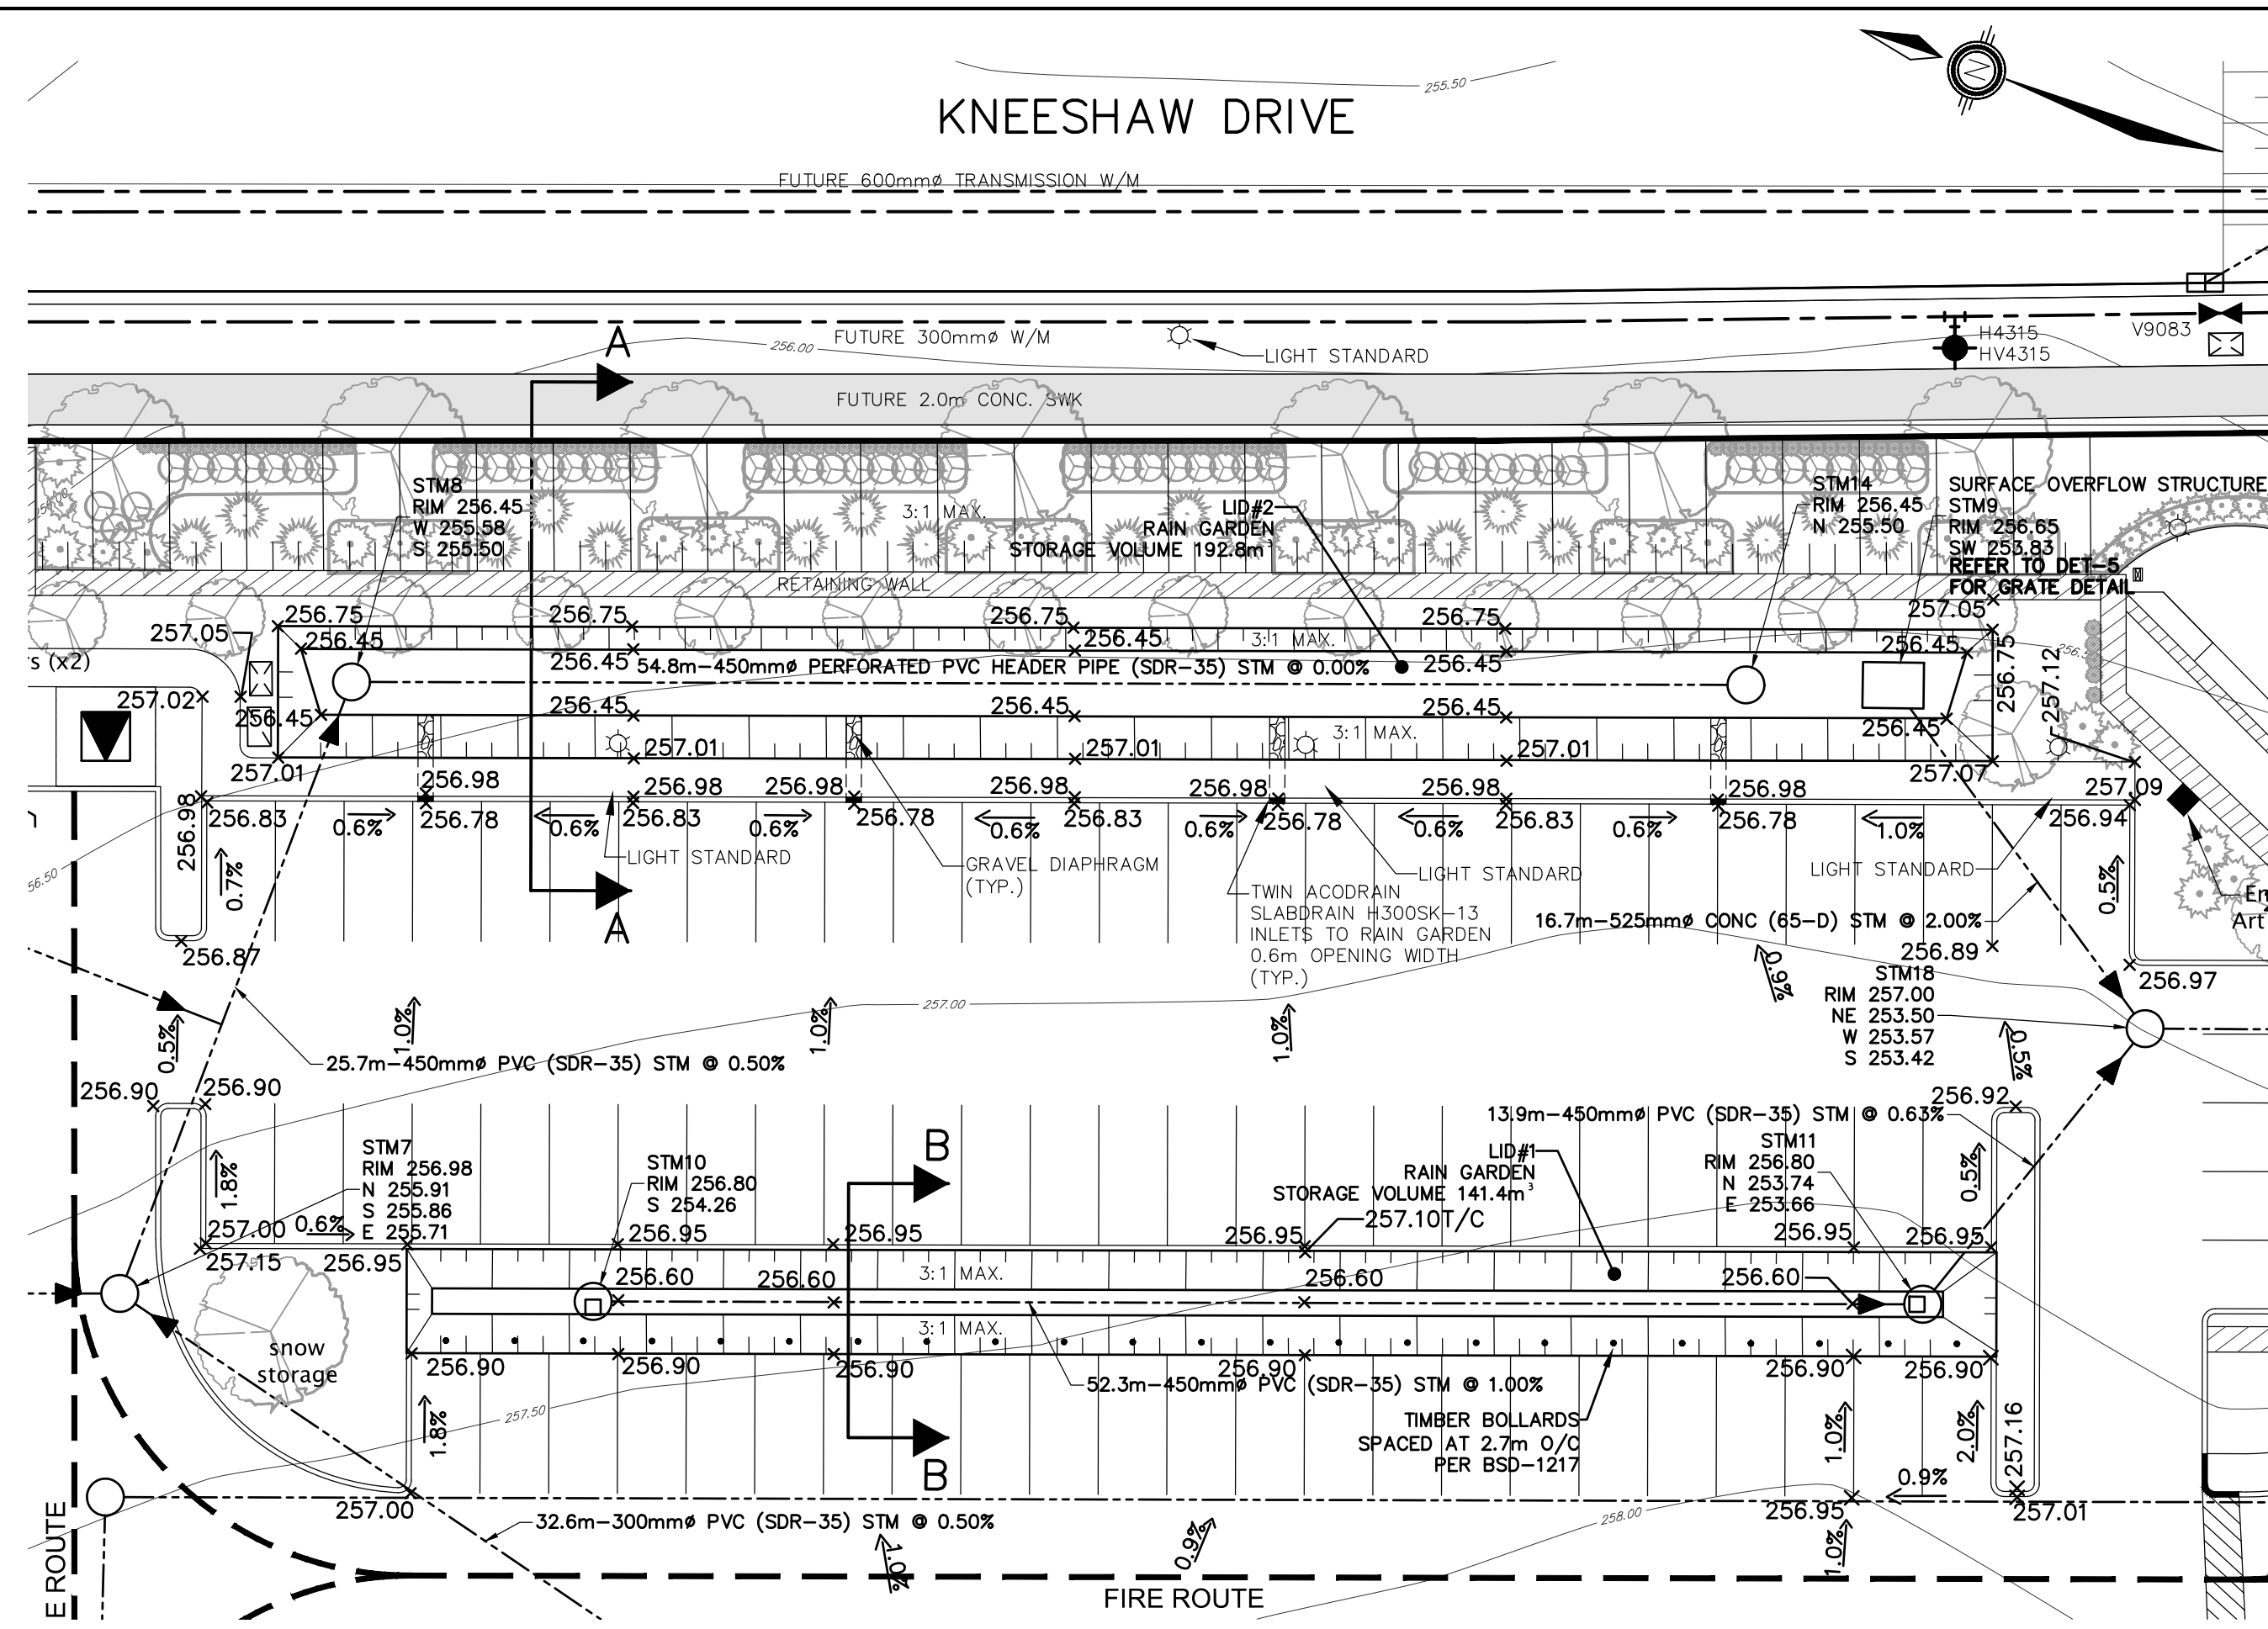 255.50
KNEESHAW DRIVE
FUTURE 600mmø TRANSMISSION W/M
FUTURE 300mmø W/M
256.00
LIGHT STANDARD
H4315
HV4315
V9083
A
FUTURE 2.0m CONC. SWK
STM8
RIM 256.45
W 255.58
S 255.50
3:1 MAX.
LID#2
RAIN GARDEN
STORAGE VOLUME 192.8m³
STM14
RIM 256.45
N 255.50
SURFACE OVERFLOW STRUCTURE
STM9
RIM 256.65
SW 253.83
REFER TO DET-5
FOR GRATE DETAIL
RETAINING WALL
256.75
256.75
256.75
256.75
257.05
257.05
256.45
256.45
3:1 MAX.
256.45
256.75
257.12
s (x2)
256.45
54.8m-450mmø PERFORATED PVC HEADER PIPE (SDR-35) STM @ 0.00%
256.45
257.02
256.45
256.45
256.45
256.45
256.45
257.01
257.01
257.01
3:1 MAX.
257.01
257.07
257.09
256.98
256.98
256.98
256.98
256.98
256.98
256.98
256.98
256.98
256.83
0.6%
256.78
0.6%
256.83
0.6%
256.78
0.6%
256.83
0.6%
256.78
0.6%
256.83
0.6%
256.78
1.0%
256.94
56.50
0.7%
LIGHT STANDARD
GRAVEL DIAPHRAGM
(TYP.)
LIGHT STANDARD
LIGHT STANDARD
0.5%
TWIN ACODRAIN
SLABDRAIN H300SK-13
INLETS TO RAIN GARDEN
0.6m OPENING WIDTH
(TYP.)
En
Art
16.7m-525mmø CONC (65-D) STM @ 2.00%
A
256.87
256.89
256.97
0.9%
STM18
RIM 257.00
NE 253.50
W 253.57
S 253.42
257.00
0.5%
1.0%
1.0%
1.0%
0.5%
25.7m-450mmø PVC (SDR-35) STM @ 0.50%
256.90
256.90
256.92
13.9m-450mmø PVC (SDR-35) STM @ 0.63%
B
STM7
RIM 256.98
N 255.91
S 255.86
E 255.71
STM10
RIM 256.80
S 254.26
LID#1
RAIN GARDEN
STORAGE VOLUME 141.4m³
STM11
RIM 256.80
N 253.74
E 253.66
1.8%
0.5%
257.00
0.6%
257.10T/C
256.95
256.95
256.95
256.95
256.95
257.15
256.95
256.60
256.60
3:1 MAX.
256.60
256.60
3:1 MAX.
snow
storage
256.90
256.90
256.90
256.90
256.90
256.90
52.3m-450mmø PVC (SDR-35) STM @ 1.00%
257.50
1.8%
TIMBER BOLLARDS
SPACED AT 2.7m O/C
PER BSD-1217
1.0%
2.0%
257.16
B
0.9%
257.00
32.6m-300mmø PVC (SDR-35) STM @ 0.50%
258.00
256.95
257.01
1.0%
0.9%
1.0%
E ROUTE
FIRE ROUTE